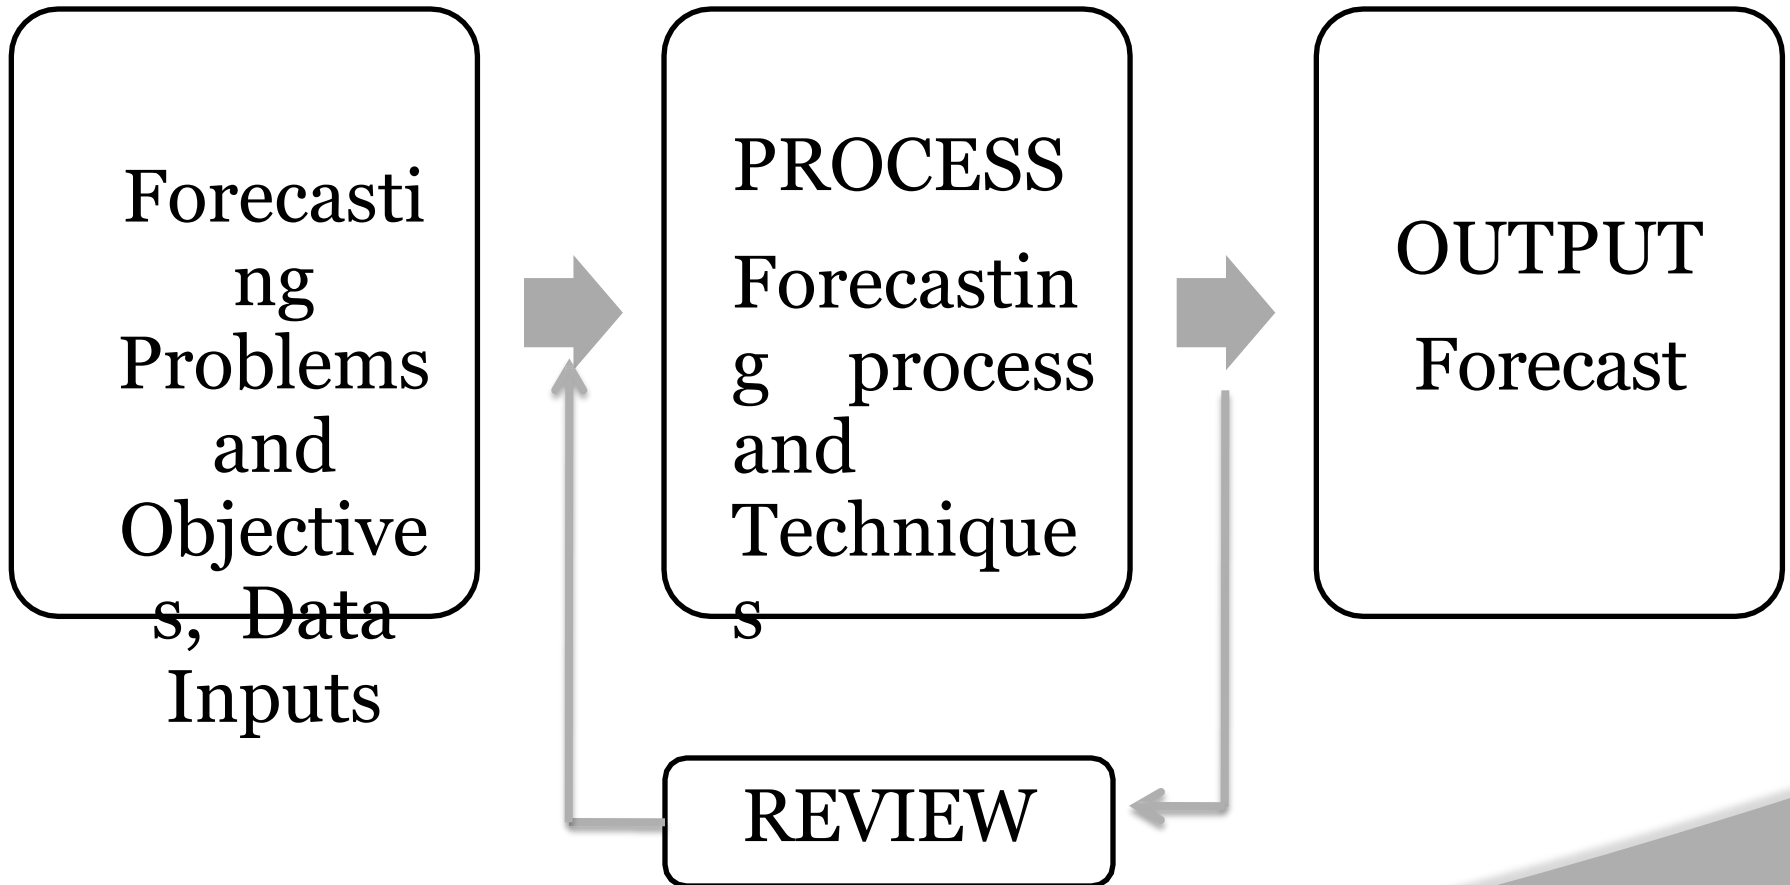 Forecasti
ng
Problems
and
Objective
s, Data
Inputs
PROCESS
Forecastin
g process
and
Technique
s
OUTPUT
Forecast
REVIEW